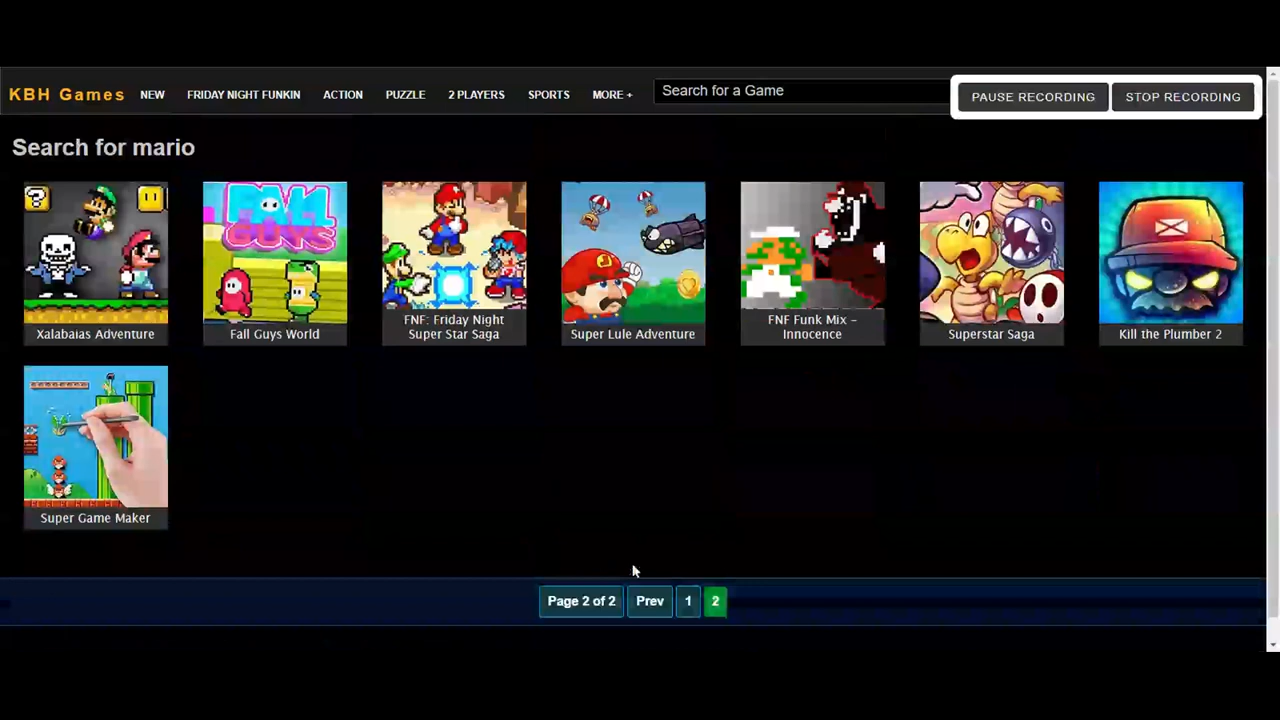 KBH Games
NEW
FRIDAY NIGHT FUNKIN
ACTION
PUZZLE
2 PLAYERS
SPORTS
MORE +
Search for a Game
PAUSE RECORDING
STOP RECORDING
Search for mario
?
FALL
GUYS
Xalabaias Adventure
Fall Guys World
FNF: Friday Night
Super Star Saga
Super Lule Adventure
FNF Funk Mix -
Innocence
Superstar Saga
Kill the Plumber 2
Super Game Maker
Page 2 of 2
Prev
1
2